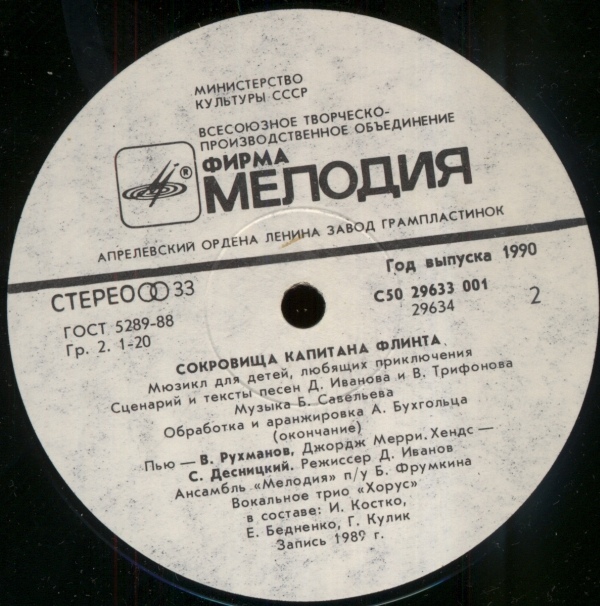 МИНИСТЕРСТВО
КУЛЬТУРЫ СССР
ВСЕСОЮЗНОЕ ТВОРЧЕСКО-
ПРОИЗВОДСТВЕННОЕ ОБЪЕДИНЕНИЕ
®
ФИРМА
МЕЛОДИЯ
АПРЕЛЕВСКИЙ ОРДЕНА ЛЕНИНА ЗАВОД ГРАМПЛАСТИНОК
СТЕРЕО 33
Год выпуска 1990
ГОСТ 5289-88
Гр. 2. 1-20
С50 29633 001
29634
2
СОКРОВИЩА КАПИТАНА ФЛИНТА
Мюзикл для детей, любящих приключения
Сценарий и тексты песен Д. Иванова и В. Трифонова
Музыка Б. Савельева
Обработка и аранжировка А. Бухгольца
(окончание)
Пью — В. Рухманов, Джордж Мерри. Хендс —
С. Десницкий. Режиссер Д. Иванов
Ансамбль «Мелодия» п/у Б. Фрумкина
Вокальное трио «Хорус»
в составе: И. Костко,
Е. Бедненко, Г. Кулик
Запись 1989 г.